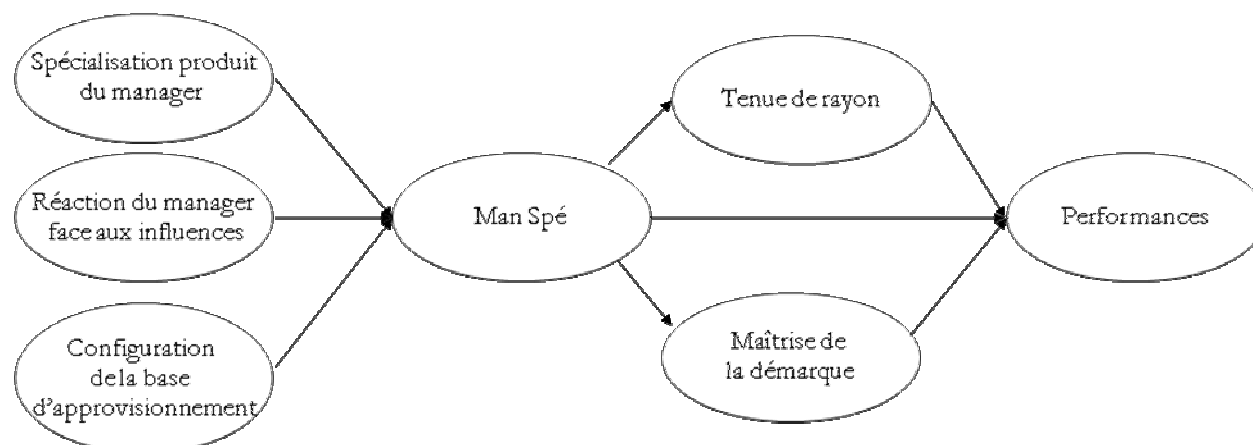 Spécialisation produit
du manager
Réaction du manager
face aux influences
Configuration
de la base
d'approvisionnement
Man Spé
Tenue de rayon
Maîtrise de
la démarque
Performances